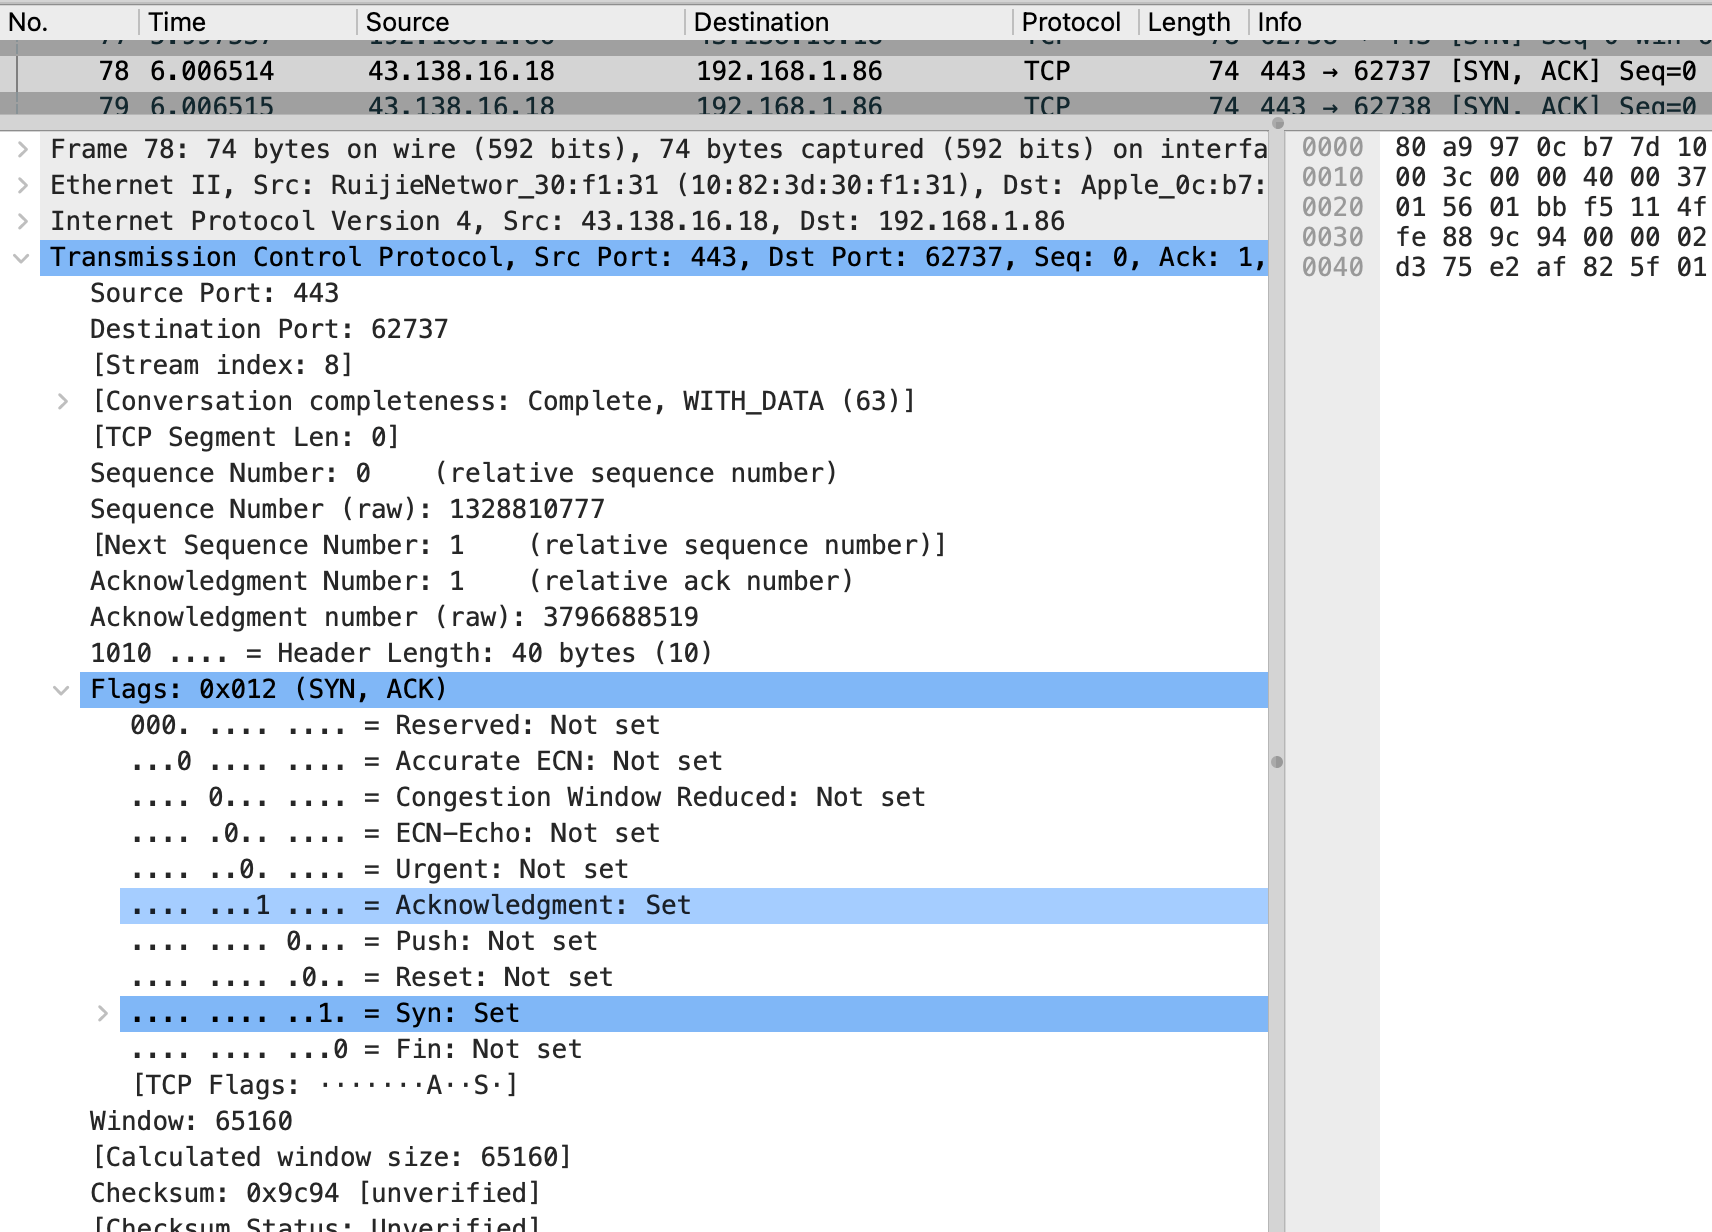 No. Time Source Destination Protocol Length Info
78 6.006514 43.138.16.18 192.168.1.86 TCP 74 443 → 62737 [SYN, ACK] Seq=0
79 6.006515 43.138.16.18 192.168.1.86 TCP 74 443 → 62738 [SYN, ACK] Seq=0
Frame 78: 74 bytes on wire (592 bits), 74 bytes captured (592 bits) on interfa
Ethernet II, Src: RuijieNetwor_30:f1:31 (10:82:3d:30:f1:31), Dst: Apple_0c:b7:
Internet Protocol Version 4, Src: 43.138.16.18, Dst: 192.168.1.86
Transmission Control Protocol, Src Port: 443, Dst Port: 62737, Seq: 0, Ack: 1,
Source Port: 443
Destination Port: 62737
[Stream index: 8]
[Conversation completeness: Complete, WITH_DATA (63)]
[TCP Segment Len: 0]
Sequence Number: 0    (relative sequence number)
Sequence Number (raw): 1328810777
[Next Sequence Number: 1    (relative sequence number)]
Acknowledgment Number: 1    (relative ack number)
Acknowledgment number (raw): 3796688519
1010 .... = Header Length: 40 bytes (10)
Flags: 0x012 (SYN, ACK)
000. .... .... = Reserved: Not set
...0 .... .... = Accurate ECN: Not set
.... 0... .... = Congestion Window Reduced: Not set
.... .0.. .... = ECN-Echo: Not set
.... ..0. .... = Urgent: Not set
.... ...1 .... = Acknowledgment: Set
.... .... 0... = Push: Not set
.... .... .0.. = Reset: Not set
.... .... ..1. = Syn: Set
.... .... ...0 = Fin: Not set
[TCP Flags: ·······A··S·]
Window: 65160
[Calculated window size: 65160]
Checksum: 0x9c94 [unverified]
[Checksum Status: Unverified]
0000 80 a9 97 0c b7 7d 10
0010 00 3c 00 00 40 00 37
0020 01 56 01 bb f5 11 4f
0030 fe 88 9c 94 00 00 02
0040 d3 75 e2 af 82 5f 01